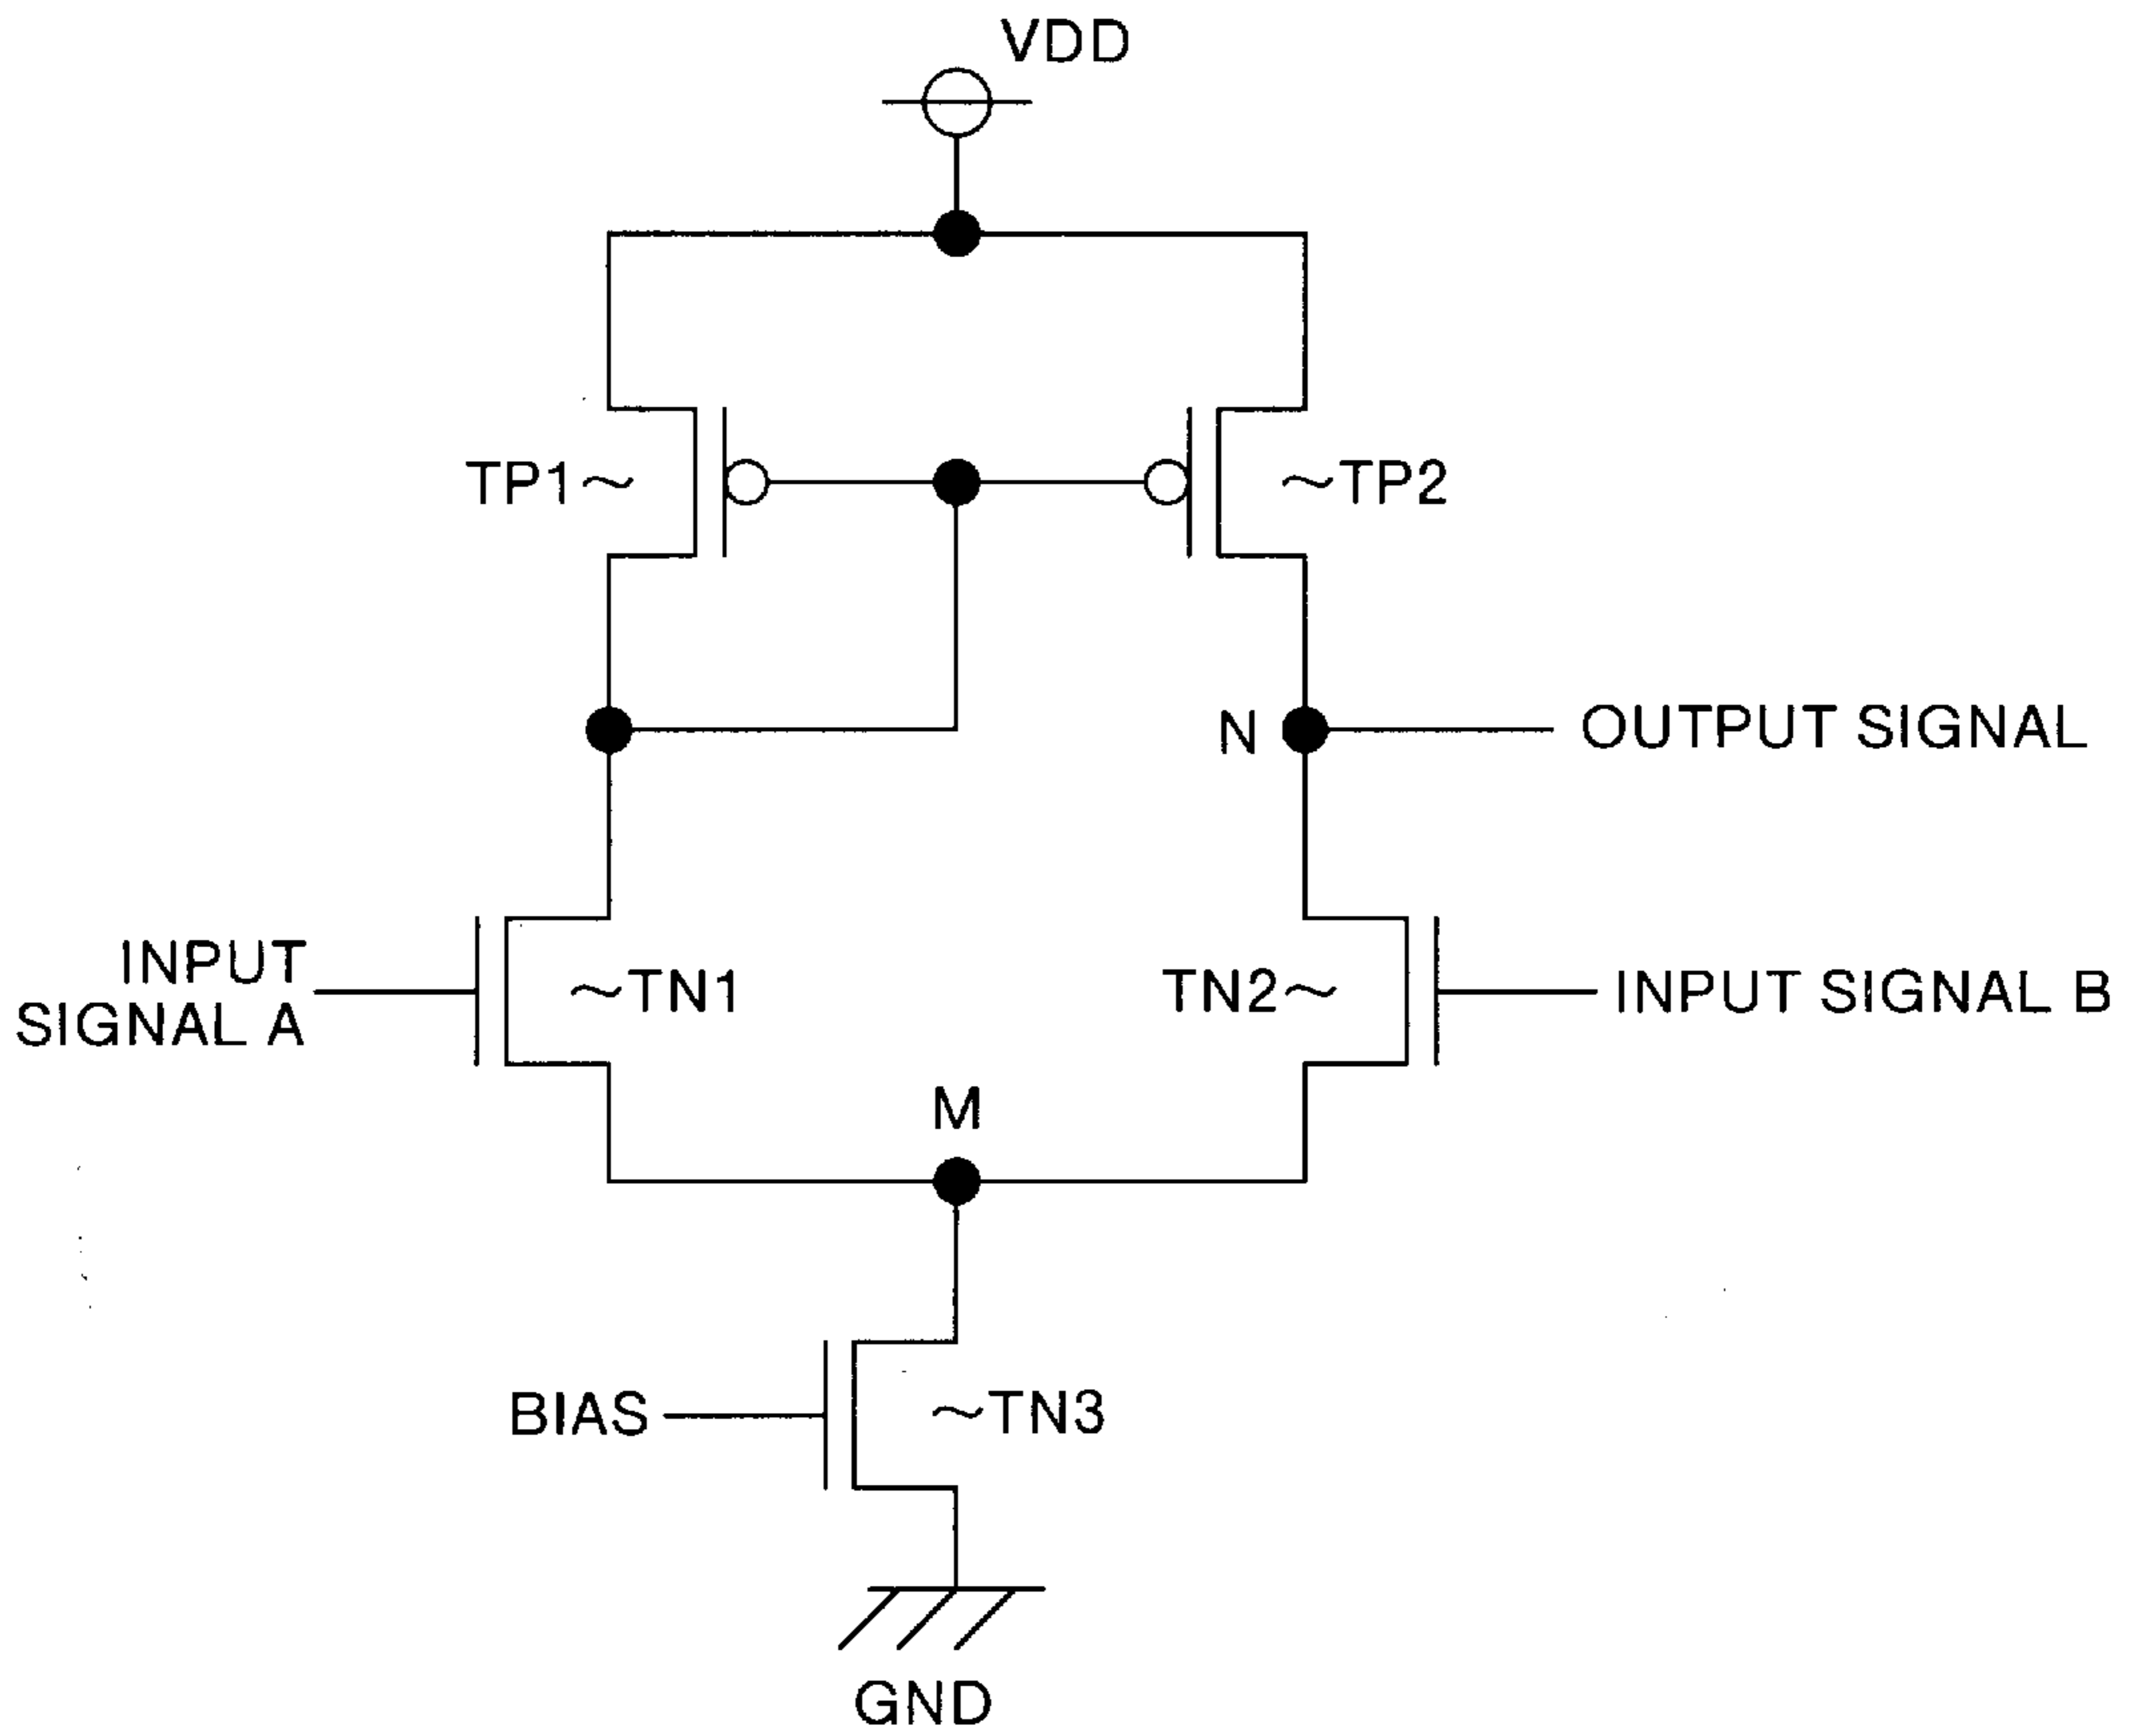 VDD
TP1
TP2
N
OUTPUT SIGNAL
INPUT
SIGNAL A
TN1
TN2
INPUT SIGNAL B
M
BIAS
TN3
GND